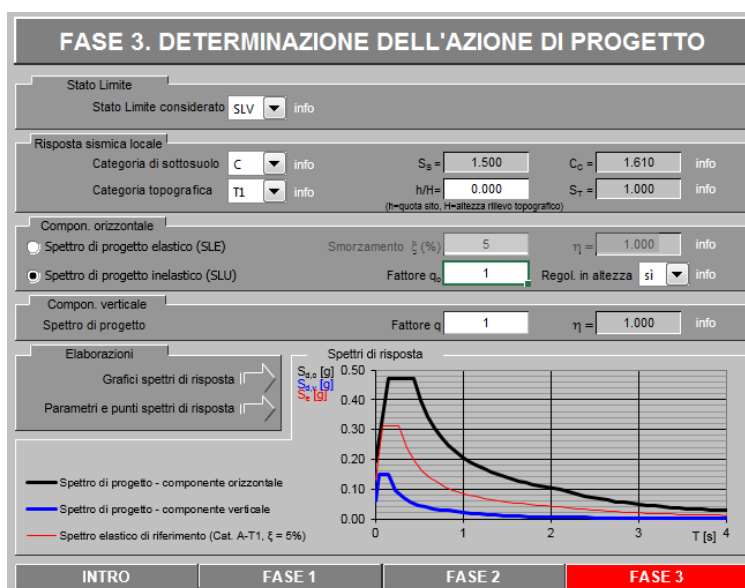 FASE 3. DETERMINAZIONE DELL'AZIONE DI PROGETTO
Stato Limite
Stato Limite considerato SLV info
Risposta sismica locale
Categoria di sottosuolo C info SS = 1.500 CC = 1.610 info
Categoria topografica T1 info h/H= 0.000 ST = 1.000 info
(h=quota sito, H=altezza rilievo topografico)
Compon. orizzontale
Spettro di progetto elastico (SLE) Smorzamento ξ (%) 5 η = 1.000 info
Spettro di progetto inelastico (SLU) Fattore qo 1 Regol. in altezza sì info
Compon. verticale
Spettro di progetto Fattore q 1 η = 1.000 info
Elaborazioni
Grafici spettri di risposta
Parametri e punti spettri di risposta
Spettri di risposta
Sd,o [g]
Sd,v [g]
Se [g]
0.50
0.40
0.30
0.20
0.10
0.00
0 1 2 3 4
T [s]
Spettro di progetto - componente orizzontale
Spettro di progetto - componente verticale
Spettro elastico di riferimento (Cat. A-T1, ξ = 5%)
INTRO FASE 1 FASE 2 FASE 3